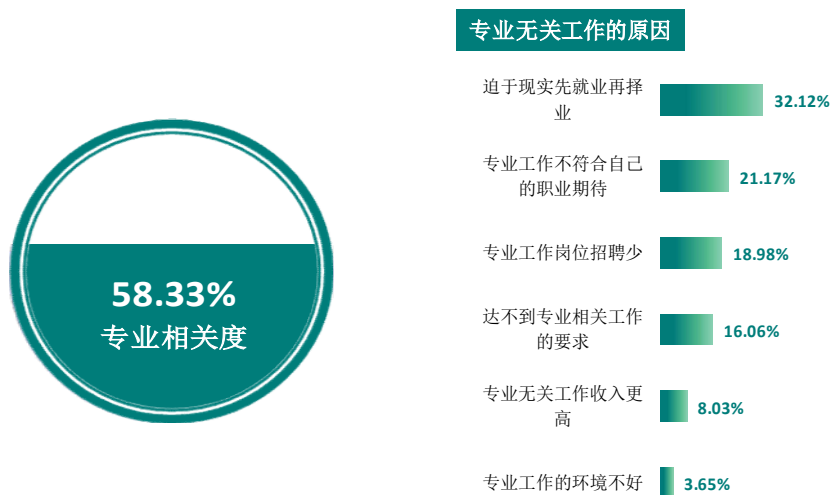 专业无关工作的原因
58.33%
专业相关度
迫于现实先就业再择
业
32.12%
专业工作不符合自己
的职业期待
21.17%
专业工作岗位招聘少
18.98%
达不到专业相关工作
的要求
16.06%
专业无关工作收入更
高
8.03%
专业工作的环境不好
3.65%